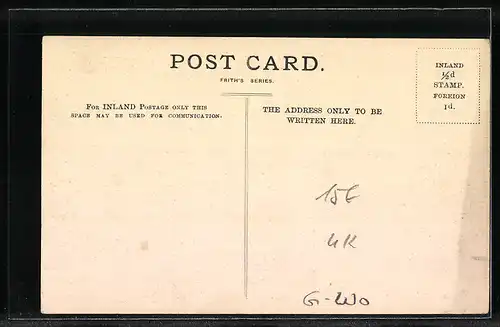 POST CARD.
FRITH'S SERIES.
For INLAND Postage only this
space may be used for communication.
THE ADDRESS ONLY TO BE
WRITTEN HERE.
INLAND
½d
STAMP.
FOREIGN
1d.
15€
UK
Gi-Wo